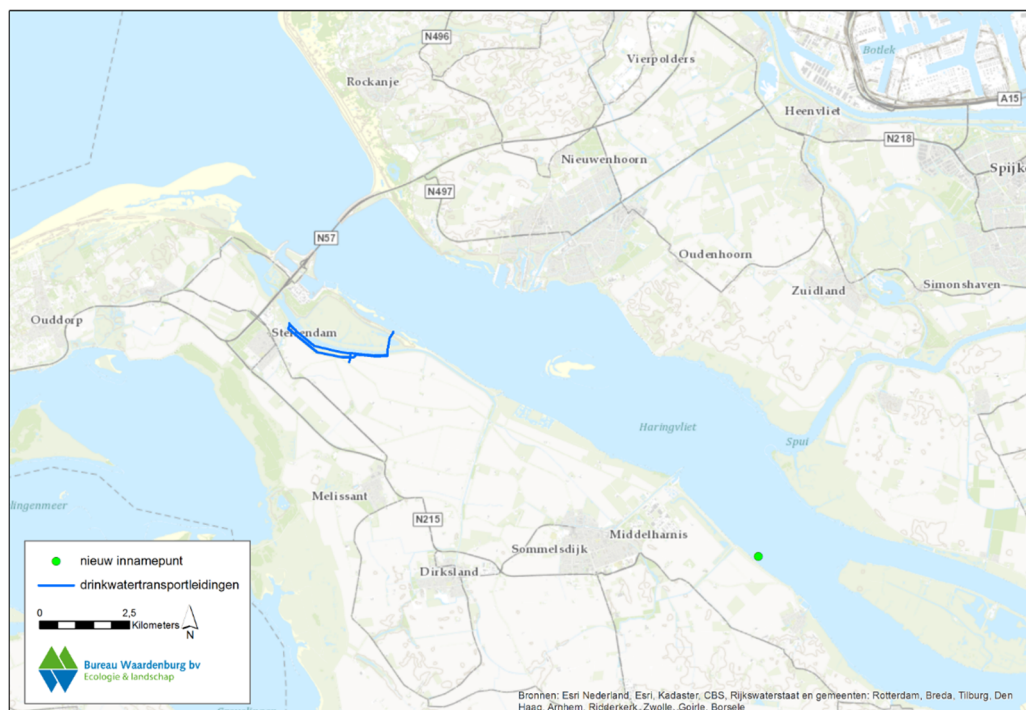 N496
Rockanje
Vierpolders
Botlek
A15
Heenvliet
N218
Nieuwenhoorn
N497
Spijk
N57
Oudenhoorn
Zuidland
Simonshaven
Ouddorp
Stellendam
Haringvliet
Spui
Melissant
lingenmeer
N215
Middelharnis
Sommelsdijk
Dirksland
nieuw innamepunt
drinkwatertransportleidingen
0 2,5
Kilometers
N
Bureau Waardenburg bv
Ecologie & landschap
Bronnen: Esri Nederland, Esri, Kadaster, CBS, Rijkswaterstaat en gemeenten: Rotterdam, Breda, Tilburg, Den
Haag, Arnhem, Ridderkerk, Zwolle, Goirle, Borsele